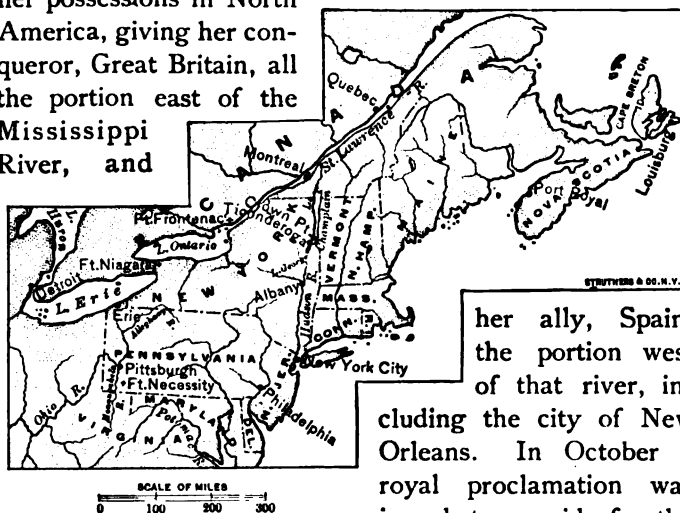 her possessions in North
America, giving her con-
queror, Great Britain, all
the portion east of the
Mississippi
River, and
CANADA
Quebec
St. Lawrence R.
Montreal
CAPE BRETON
ID.
Louisburg
NOVA SCOTIA
Port Royal
MAINE
Ft. Frontenac
Crown Pt.
Ticonderoga
Champlain
L. Huron
L. Ontario
Ft. Niagara
Detroit
L. Erie
Erie
Allegheny R.
NEW YORK
Albany
Hudson R.
VERMONT
N. HAMP.
MASS.
CONN.
R.I.
New York City
PENNSYLVANIA
Pittsburgh
Ft. Necessity
Ohio R.
MARYLAND
VIRGINIA
Potomac R.
DEL.
N. JER.
Philadelphia
STRUTHERS & CO. N.Y.
SCALE OF MILES
0 100 200 300
her ally, Spain
the portion wes
of that river, in
cluding the city of New
Orleans. In October
royal proclamation wa